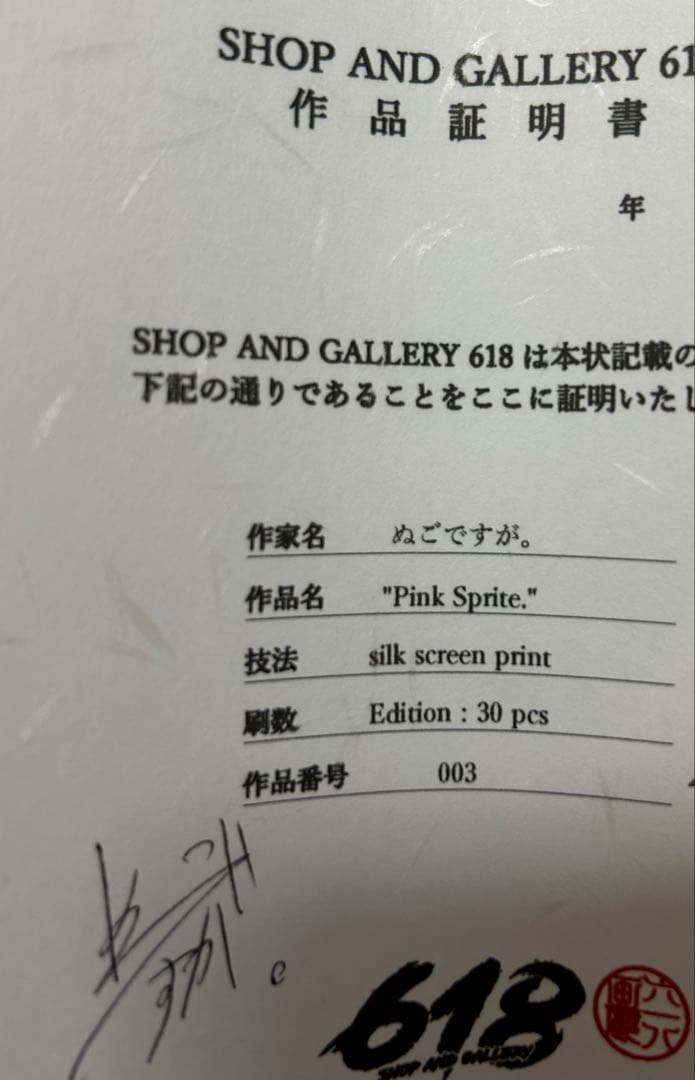 SHOP AND GALLERY 61
作品証明書
年
SHOP AND GALLERY 618 は本状記載の
下記の通りであることをここに証明いたし
作家名 ぬごですが。
作品名 "Pink Sprite."
技法 silk screen print
刷数 Edition : 30 pcs
作品番号 003
618
SHOP AND GALLERY